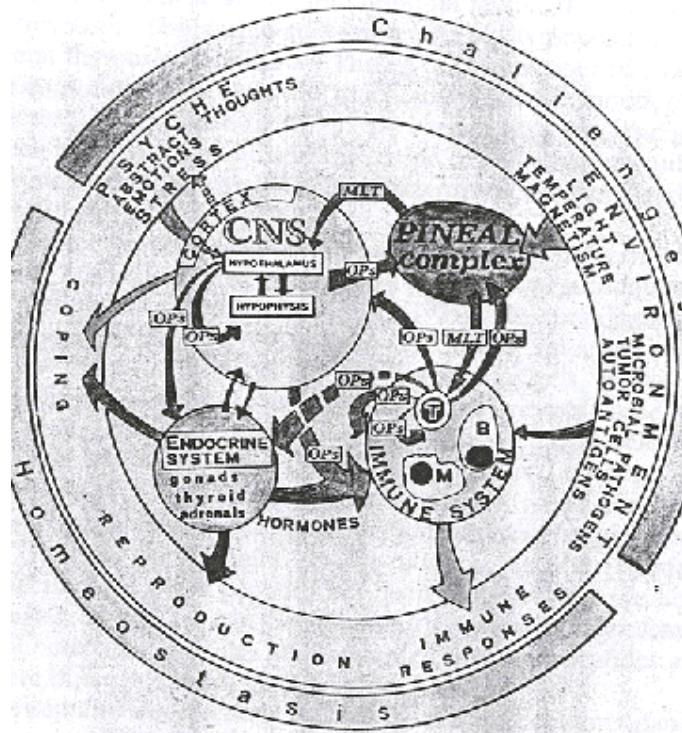 Challenge
PSYCHE
ABSTRACT THOUGHTS
EMOTIONS
STRESS
ENVIRONMENT
LIGHT
TEMPERATURE
MAGNETISM
MICROBIAL PATHOGENS
TUMOR CELLS
AUTOANTIGENS
CORTEX
CNS
HYPOTHALAMUS
HYPOPHYSIS
MLT
PINEAL
complex
OPs
OPs
OPs
OPs
MLT
OPs
OPs
OPs
OPs
OPs
T
B
M
IMMUNE SYSTEM
ENDOCRINE
SYSTEM
gonads
thyroid
adrenals
HORMONES
COPING
REPRODUCTION
IMMUNE
RESPONSES
Homeostasis